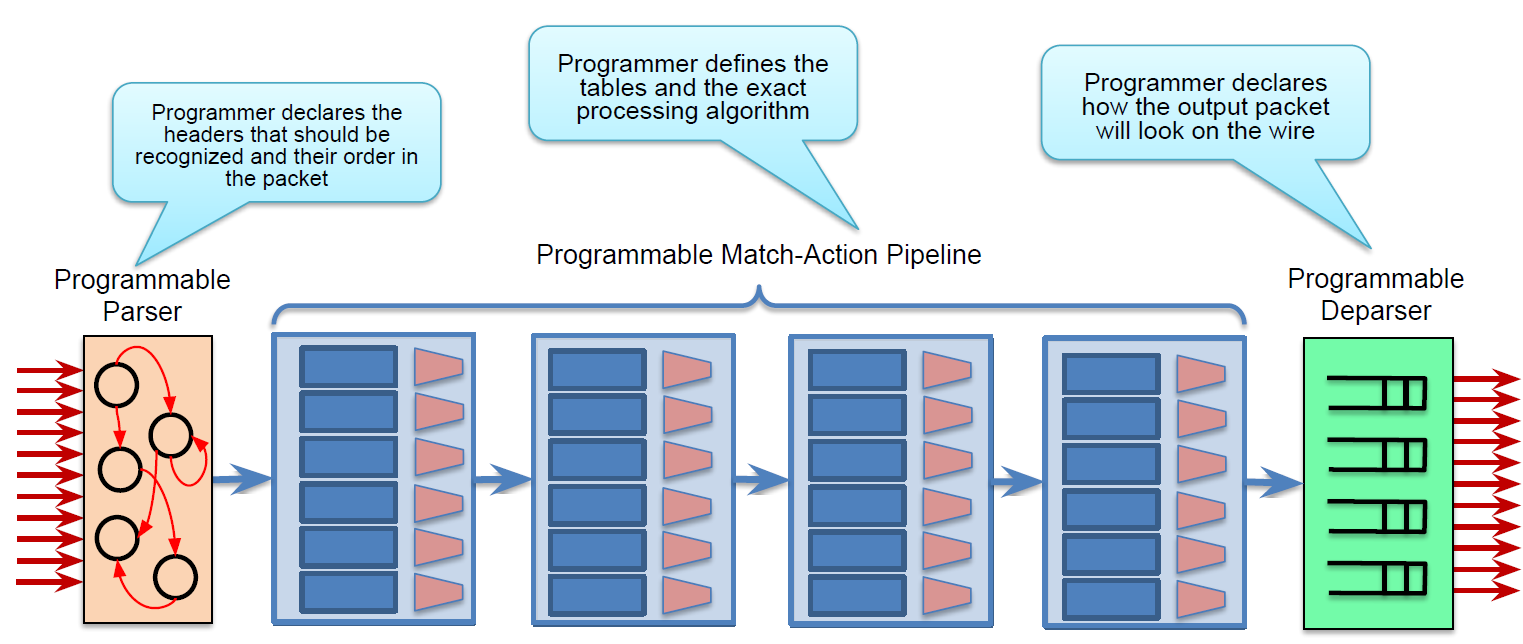 Programmer declares the
headers that should be
recognized and their order in
the packet
Programmer defines the
tables and the exact
processing algorithm
Programmer declares
how the output packet
will look on the wire
Programmable
Parser
Programmable Match-Action Pipeline
Programmable
Deparser